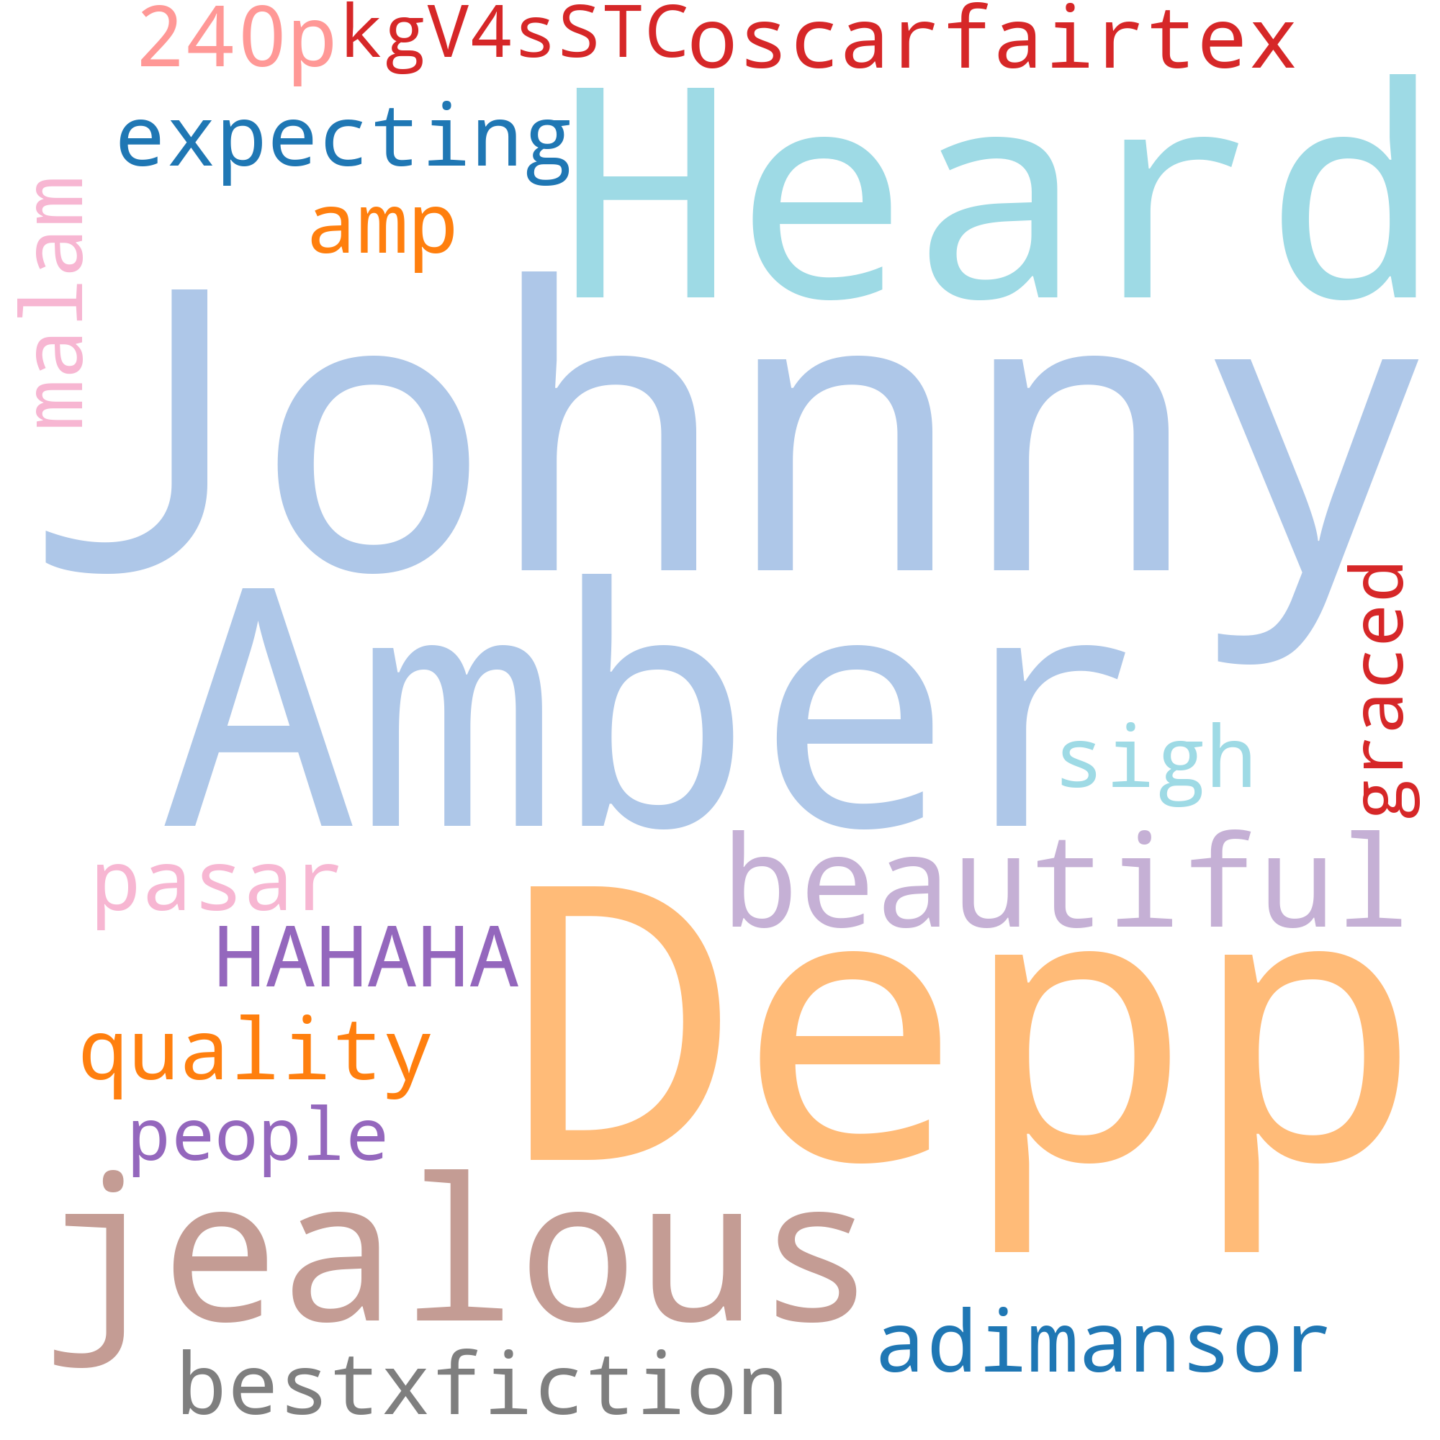 240p kgV4sSTC oscarfairtex
expecting Heard
amp
malam
Johnny
Amber
graced
sigh
pasar beautiful
HAHAHA Depp
quality
people
jealous
adimansor
bestxfiction